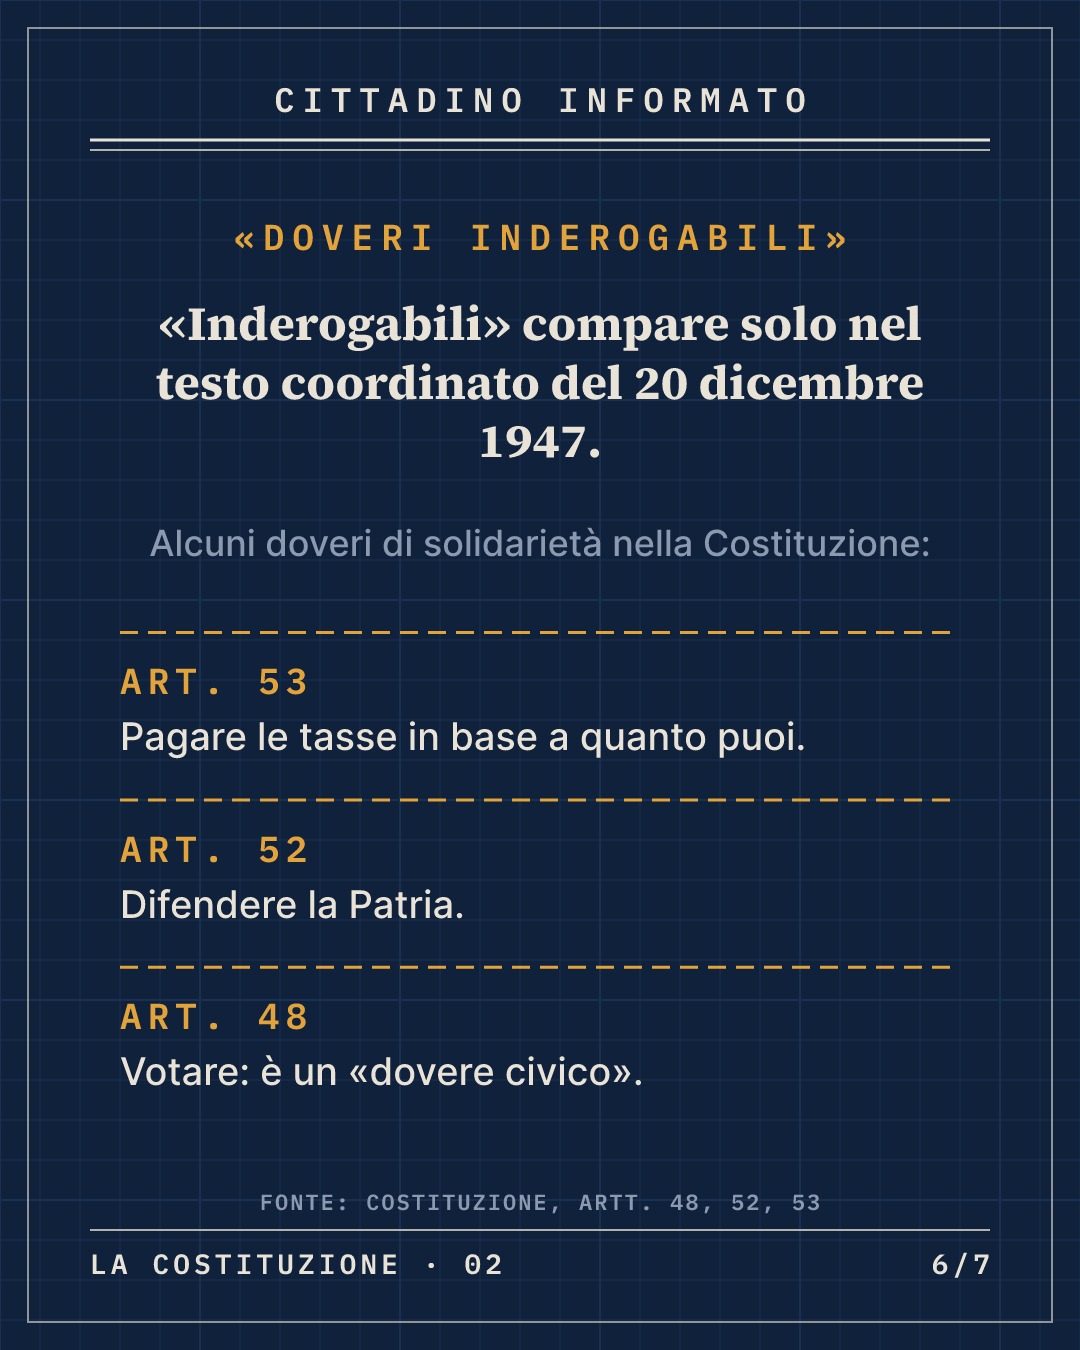 CITTADINO INFORMATO
«DOVERI INDEROGABILI»
«Inderogabili» compare solo nel
testo coordinato del 20 dicembre
1947.
Alcuni doveri di solidarietà nella Costituzione:
ART. 53
Pagare le tasse in base a quanto puoi.
ART. 52
Difendere la Patria.
ART. 48
Votare: è un «dovere civico».
FONTE: COSTITUZIONE, ARTT. 48, 52, 53
LA COSTITUZIONE · 02
6/7